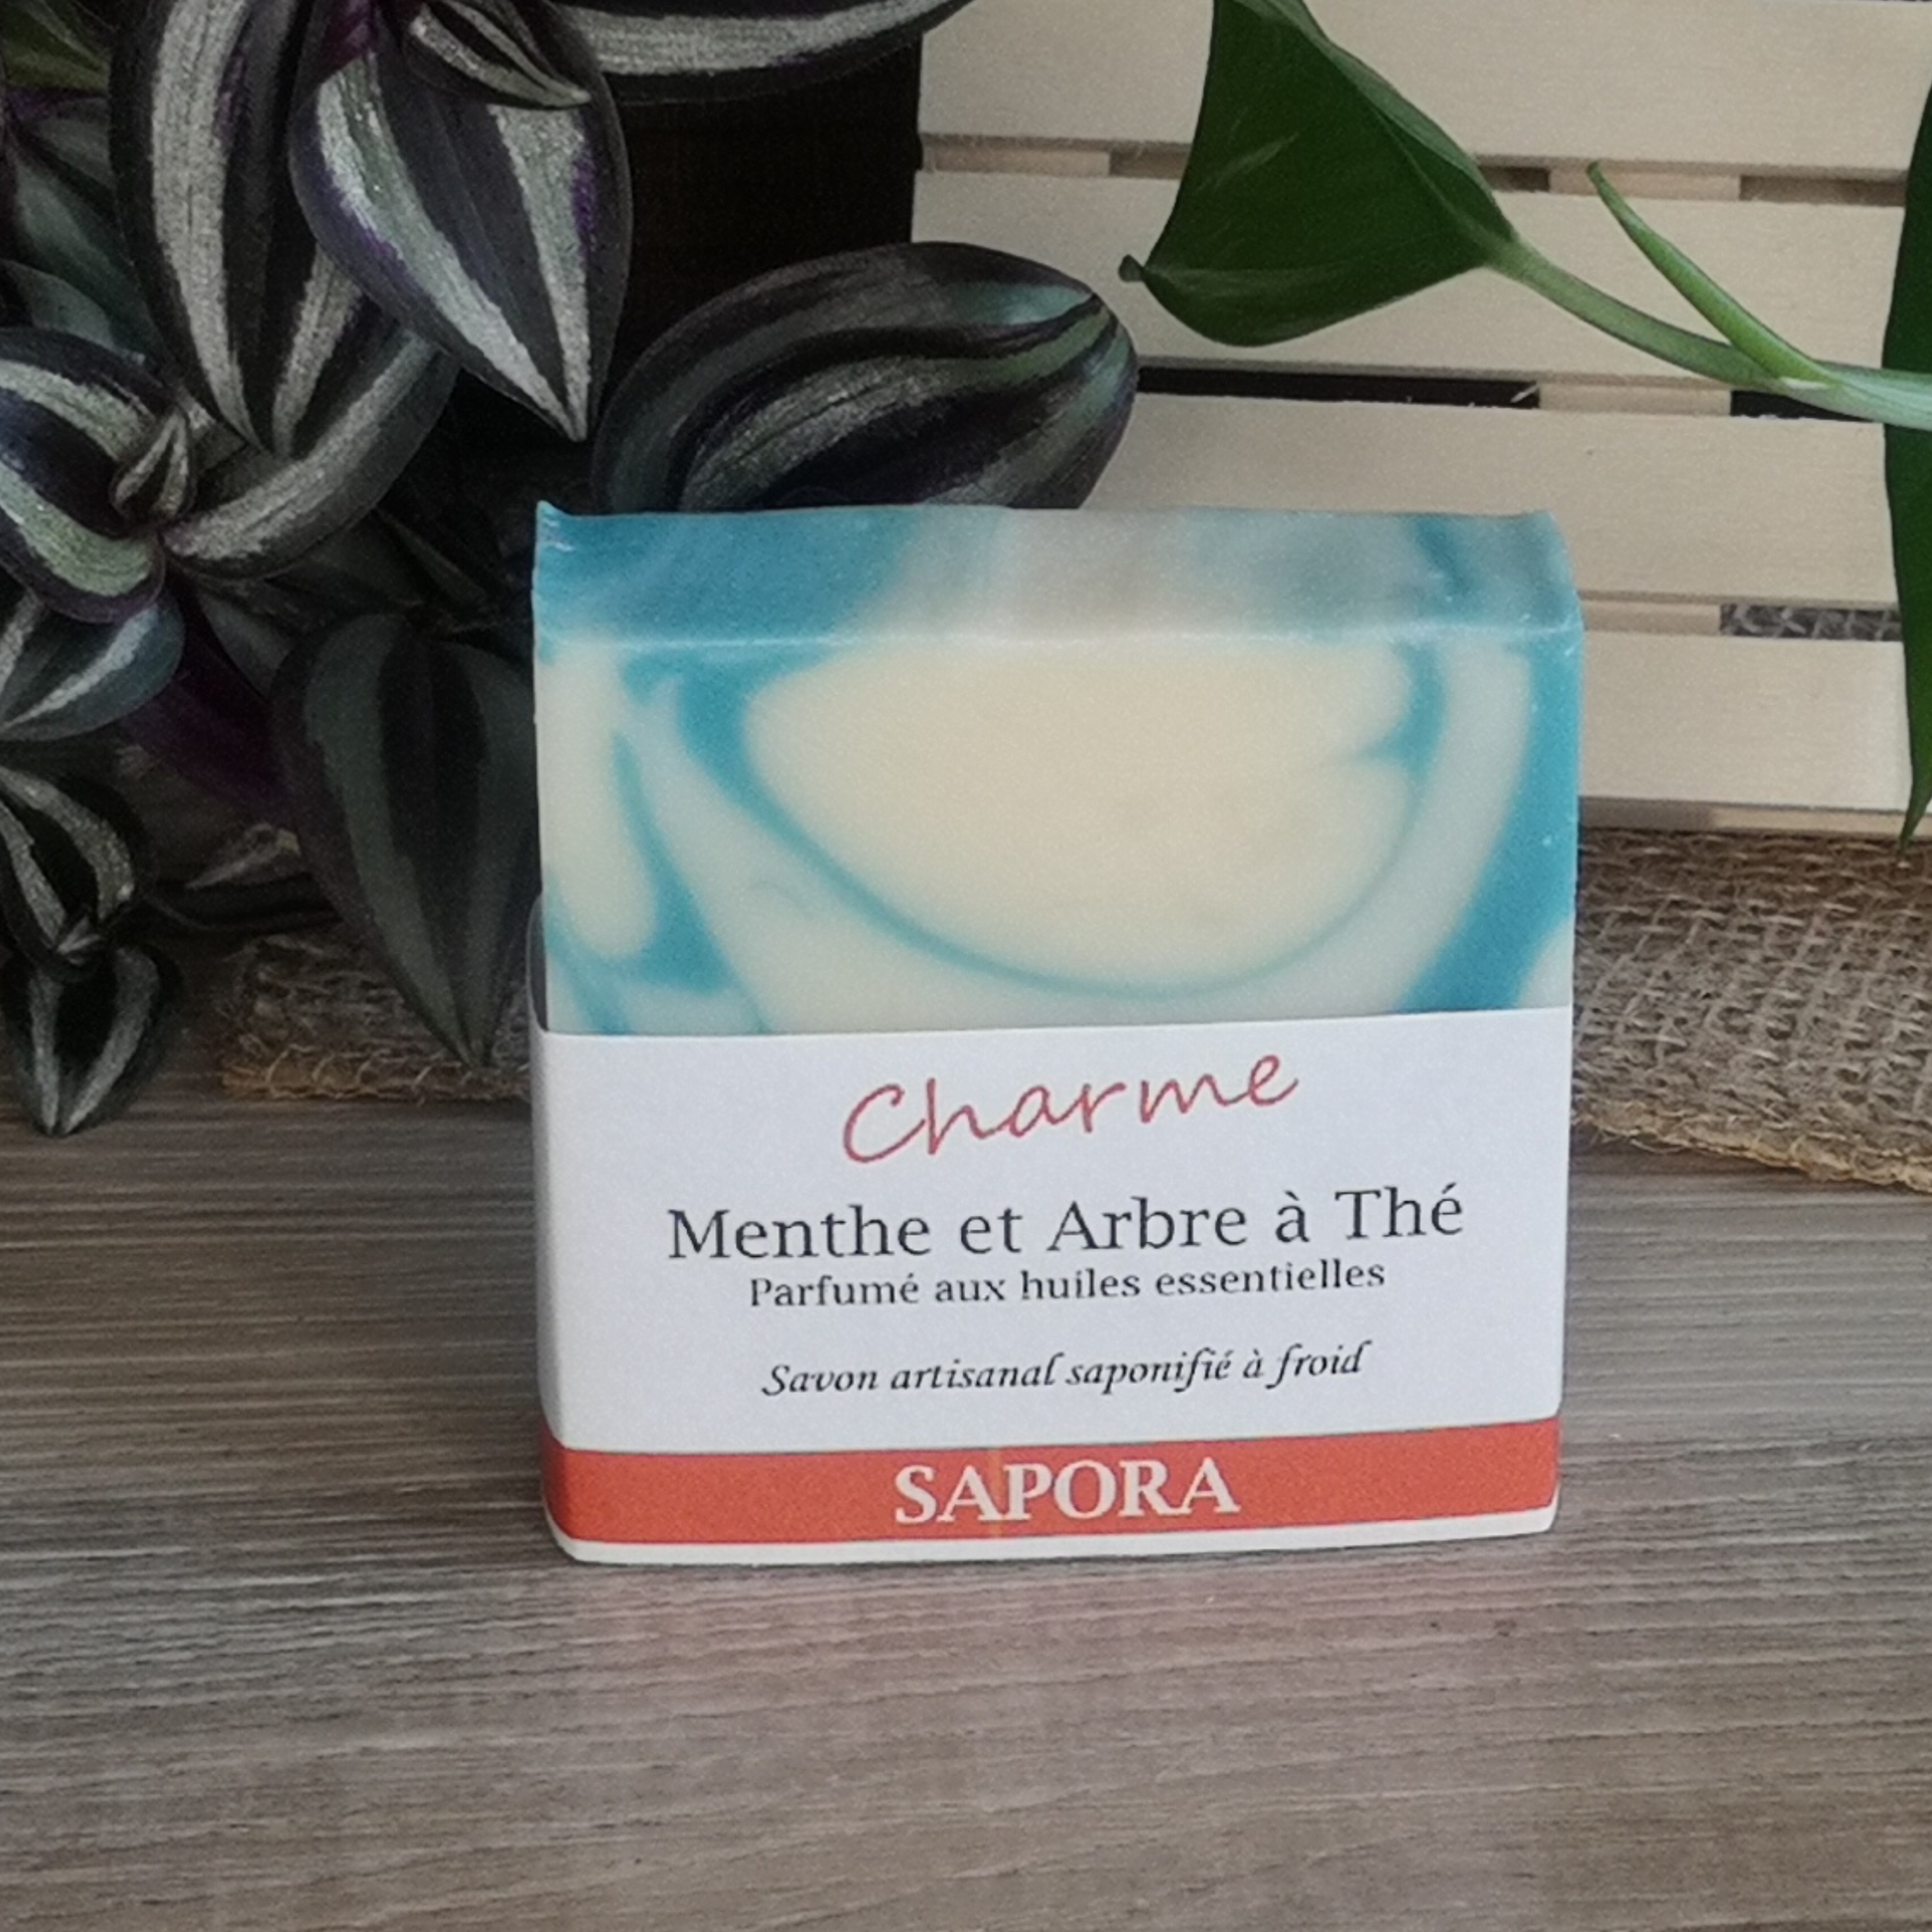 Charme
Menthe et Arbre à Thé
Parfumé aux huiles essentielles
Savon artisanal saponifié à froid
SAPORA